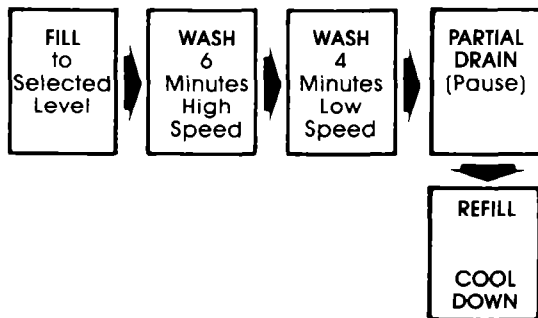 FILL
to
Selected
Level
WASH
6
Minutes
High
Speed
WASH
4
Minutes
Low
Speed
PARTIAL
DRAIN
(Pause)
REFILL
COOL
DOWN